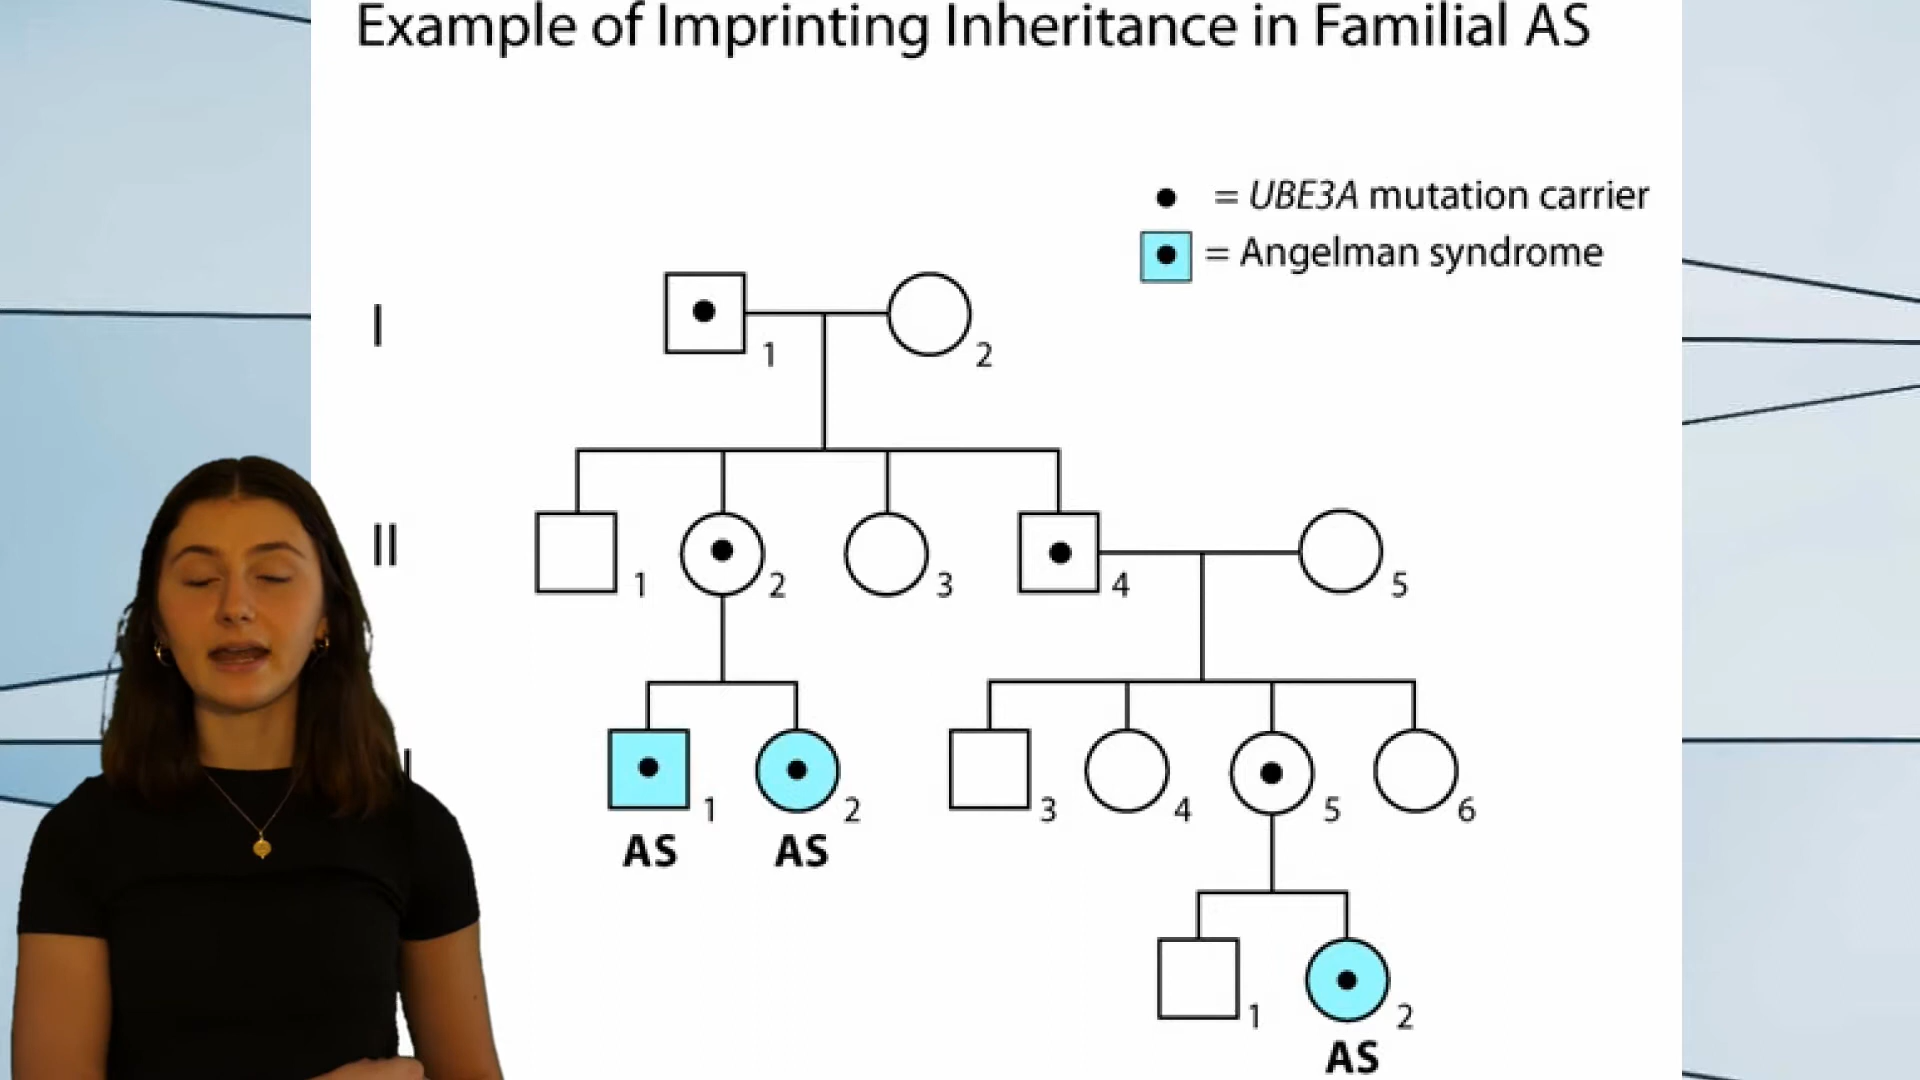 Example of Imprinting Inheritance in Familial AS
= UBE3A mutation carrier
= Angelman syndrome
I
1
2
II
1
2
3
4
5
1
2
3
4
5
6
AS
AS
1
2
AS